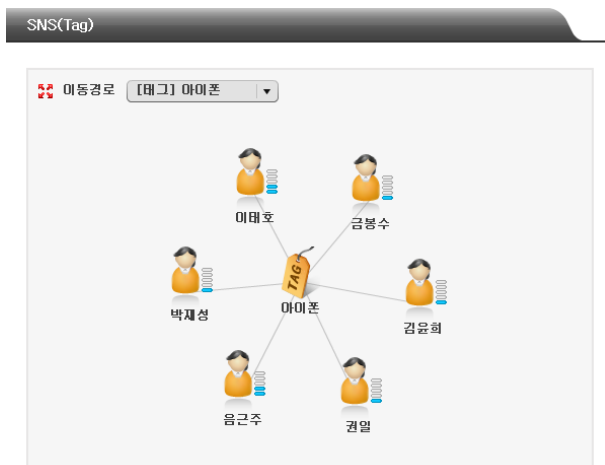 SNS(Tag)
이동경로 [태그] 아이폰
이태호
금봉수
TAG
박재성
아이폰
김윤희
음근주
권일